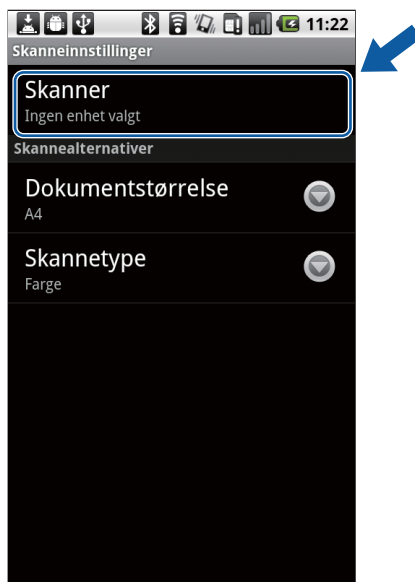 11:22
Skanneinnstillinger
Skanner
Ingen enhet valgt
Skannealternativer
Dokumentstørrelse
A4
Skannetype
Farge